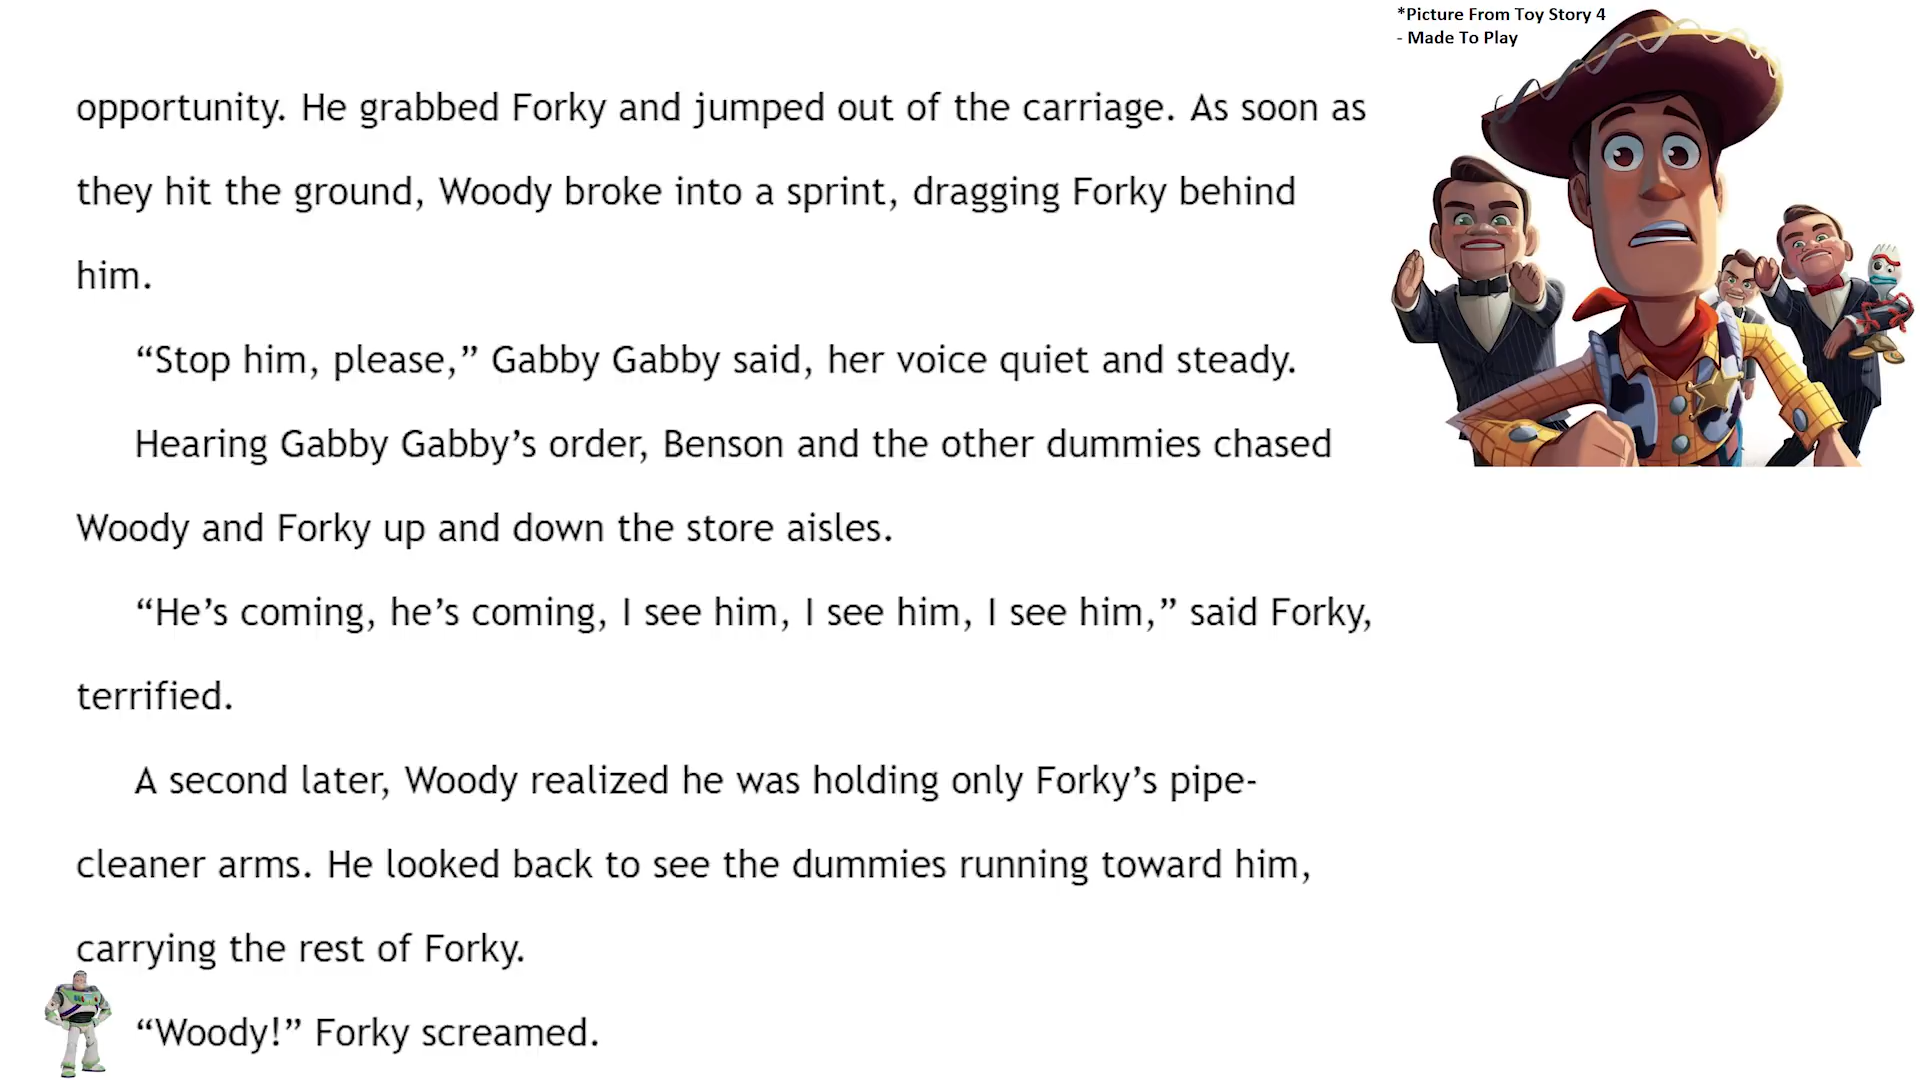 *Picture From Toy Story 4
- Made To Play
opportunity. He grabbed Forky and jumped out of the carriage. As soon as
they hit the ground, Woody broke into a sprint, dragging Forky behind
him.
“Stop him, please,” Gabby Gabby said, her voice quiet and steady.
Hearing Gabby Gabby’s order, Benson and the other dummies chased
Woody and Forky up and down the store aisles.
“He’s coming, he’s coming, I see him, I see him, I see him,” said Forky,
terrified.
A second later, Woody realized he was holding only Forky’s pipe-
cleaner arms. He looked back to see the dummies running toward him,
carrying the rest of Forky.
“Woody!” Forky screamed.